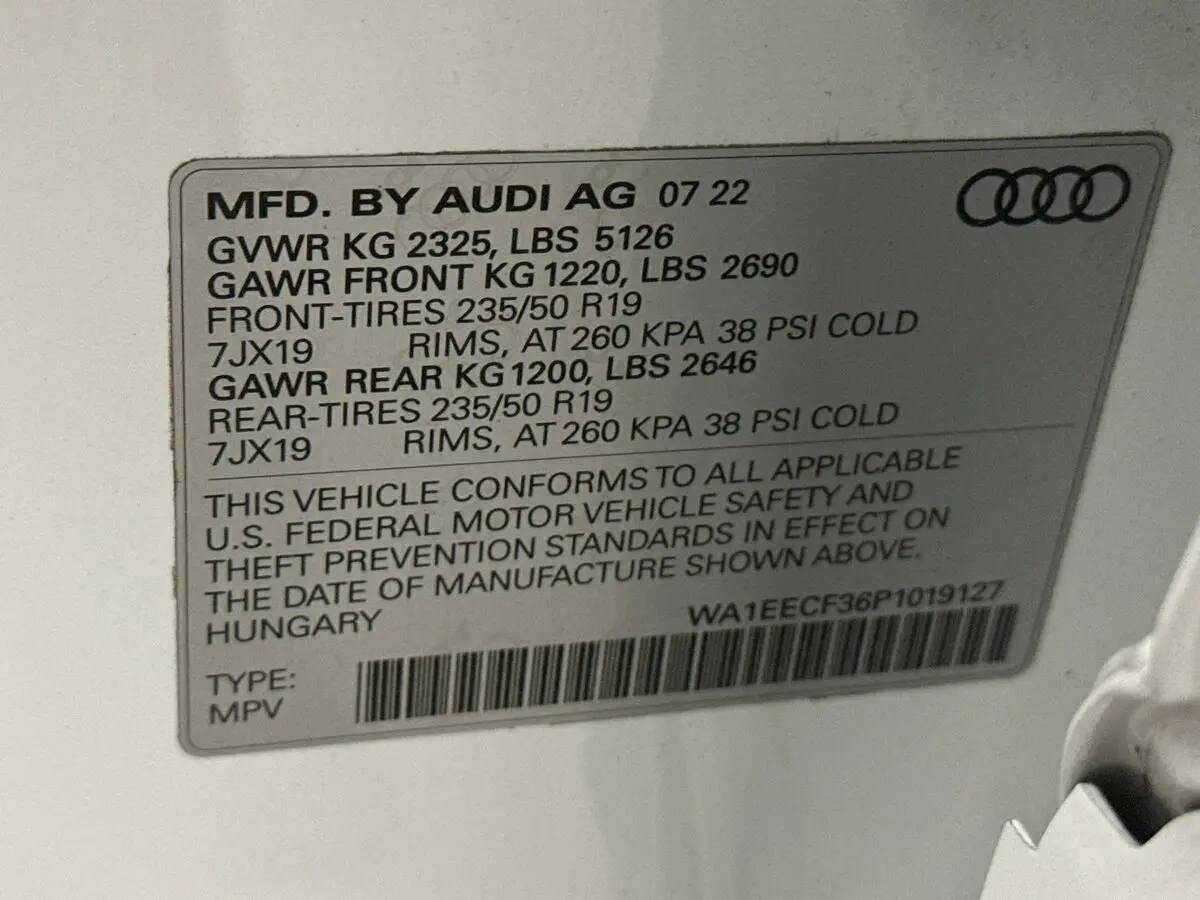 MFD. BY AUDI AG 07 22
GVWR KG 2325, LBS 5126
GAWR FRONT KG 1220, LBS 2690
FRONT-TIRES 235/50 R19
7JX19 RIMS, AT 260 KPA 38 PSI COLD
GAWR REAR KG 1200, LBS 2646
REAR-TIRES 235/50 R19
7JX19 RIMS, AT 260 KPA 38 PSI COLD
THIS VEHICLE CONFORMS TO ALL APPLICABLE
U.S. FEDERAL MOTOR VEHICLE SAFETY AND
THEFT PREVENTION STANDARDS IN EFFECT ON
THE DATE OF MANUFACTURE SHOWN ABOVE.
HUNGARY WA1EECF36P1019127
TYPE:
MPV